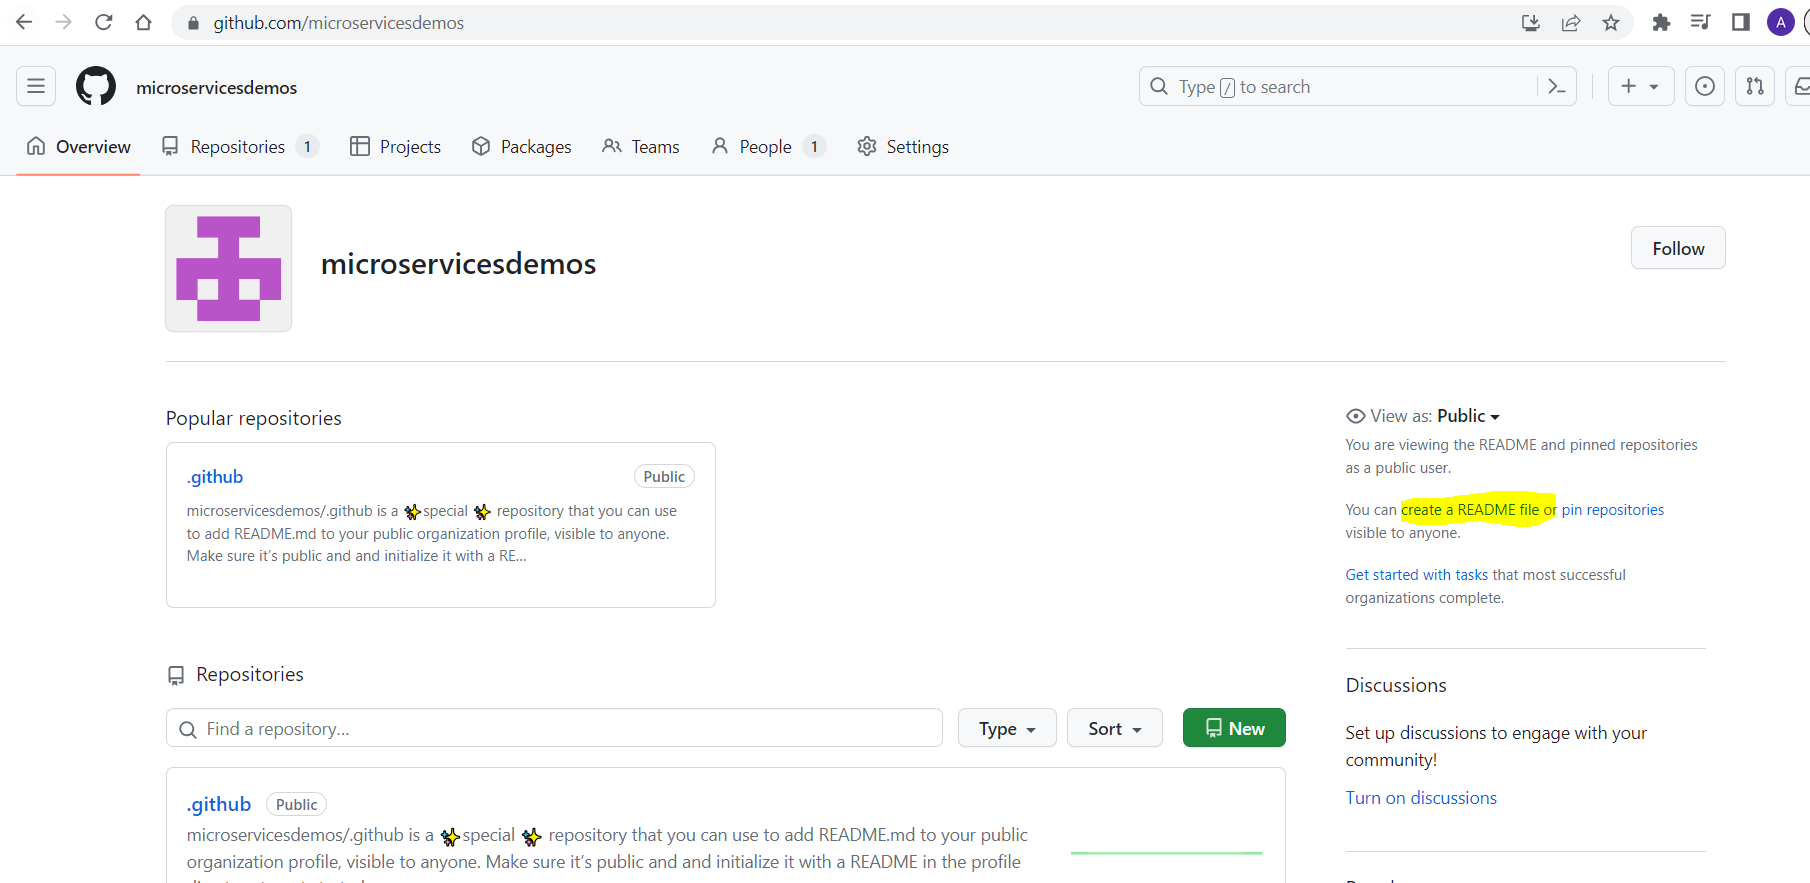 github.com/microservicesdemos
A
microservicesdemos
Type / to search
Overview
Repositories 1
Projects
Packages
Teams
People 1
Settings
microservicesdemos
Follow
Popular repositories
.github
Public
microservicesdemos/.github is a ✨special ✨ repository that you can use
to add README.md to your public organization profile, visible to anyone.
Make sure it’s public and and initialize it with a RE...
View as: Public
You are viewing the README and pinned repositories
as a public user.
You can create a README file or pin repositories
visible to anyone.
Get started with tasks that most successful
organizations complete.
Repositories
Find a repository...
Type
Sort
New
.github
Public
microservicesdemos/.github is a ✨special ✨ repository that you can use to add README.md to your public
organization profile, visible to anyone. Make sure it’s public and and initialize it with a README in the profile
Discussions
Set up discussions to engage with your
community!
Turn on discussions